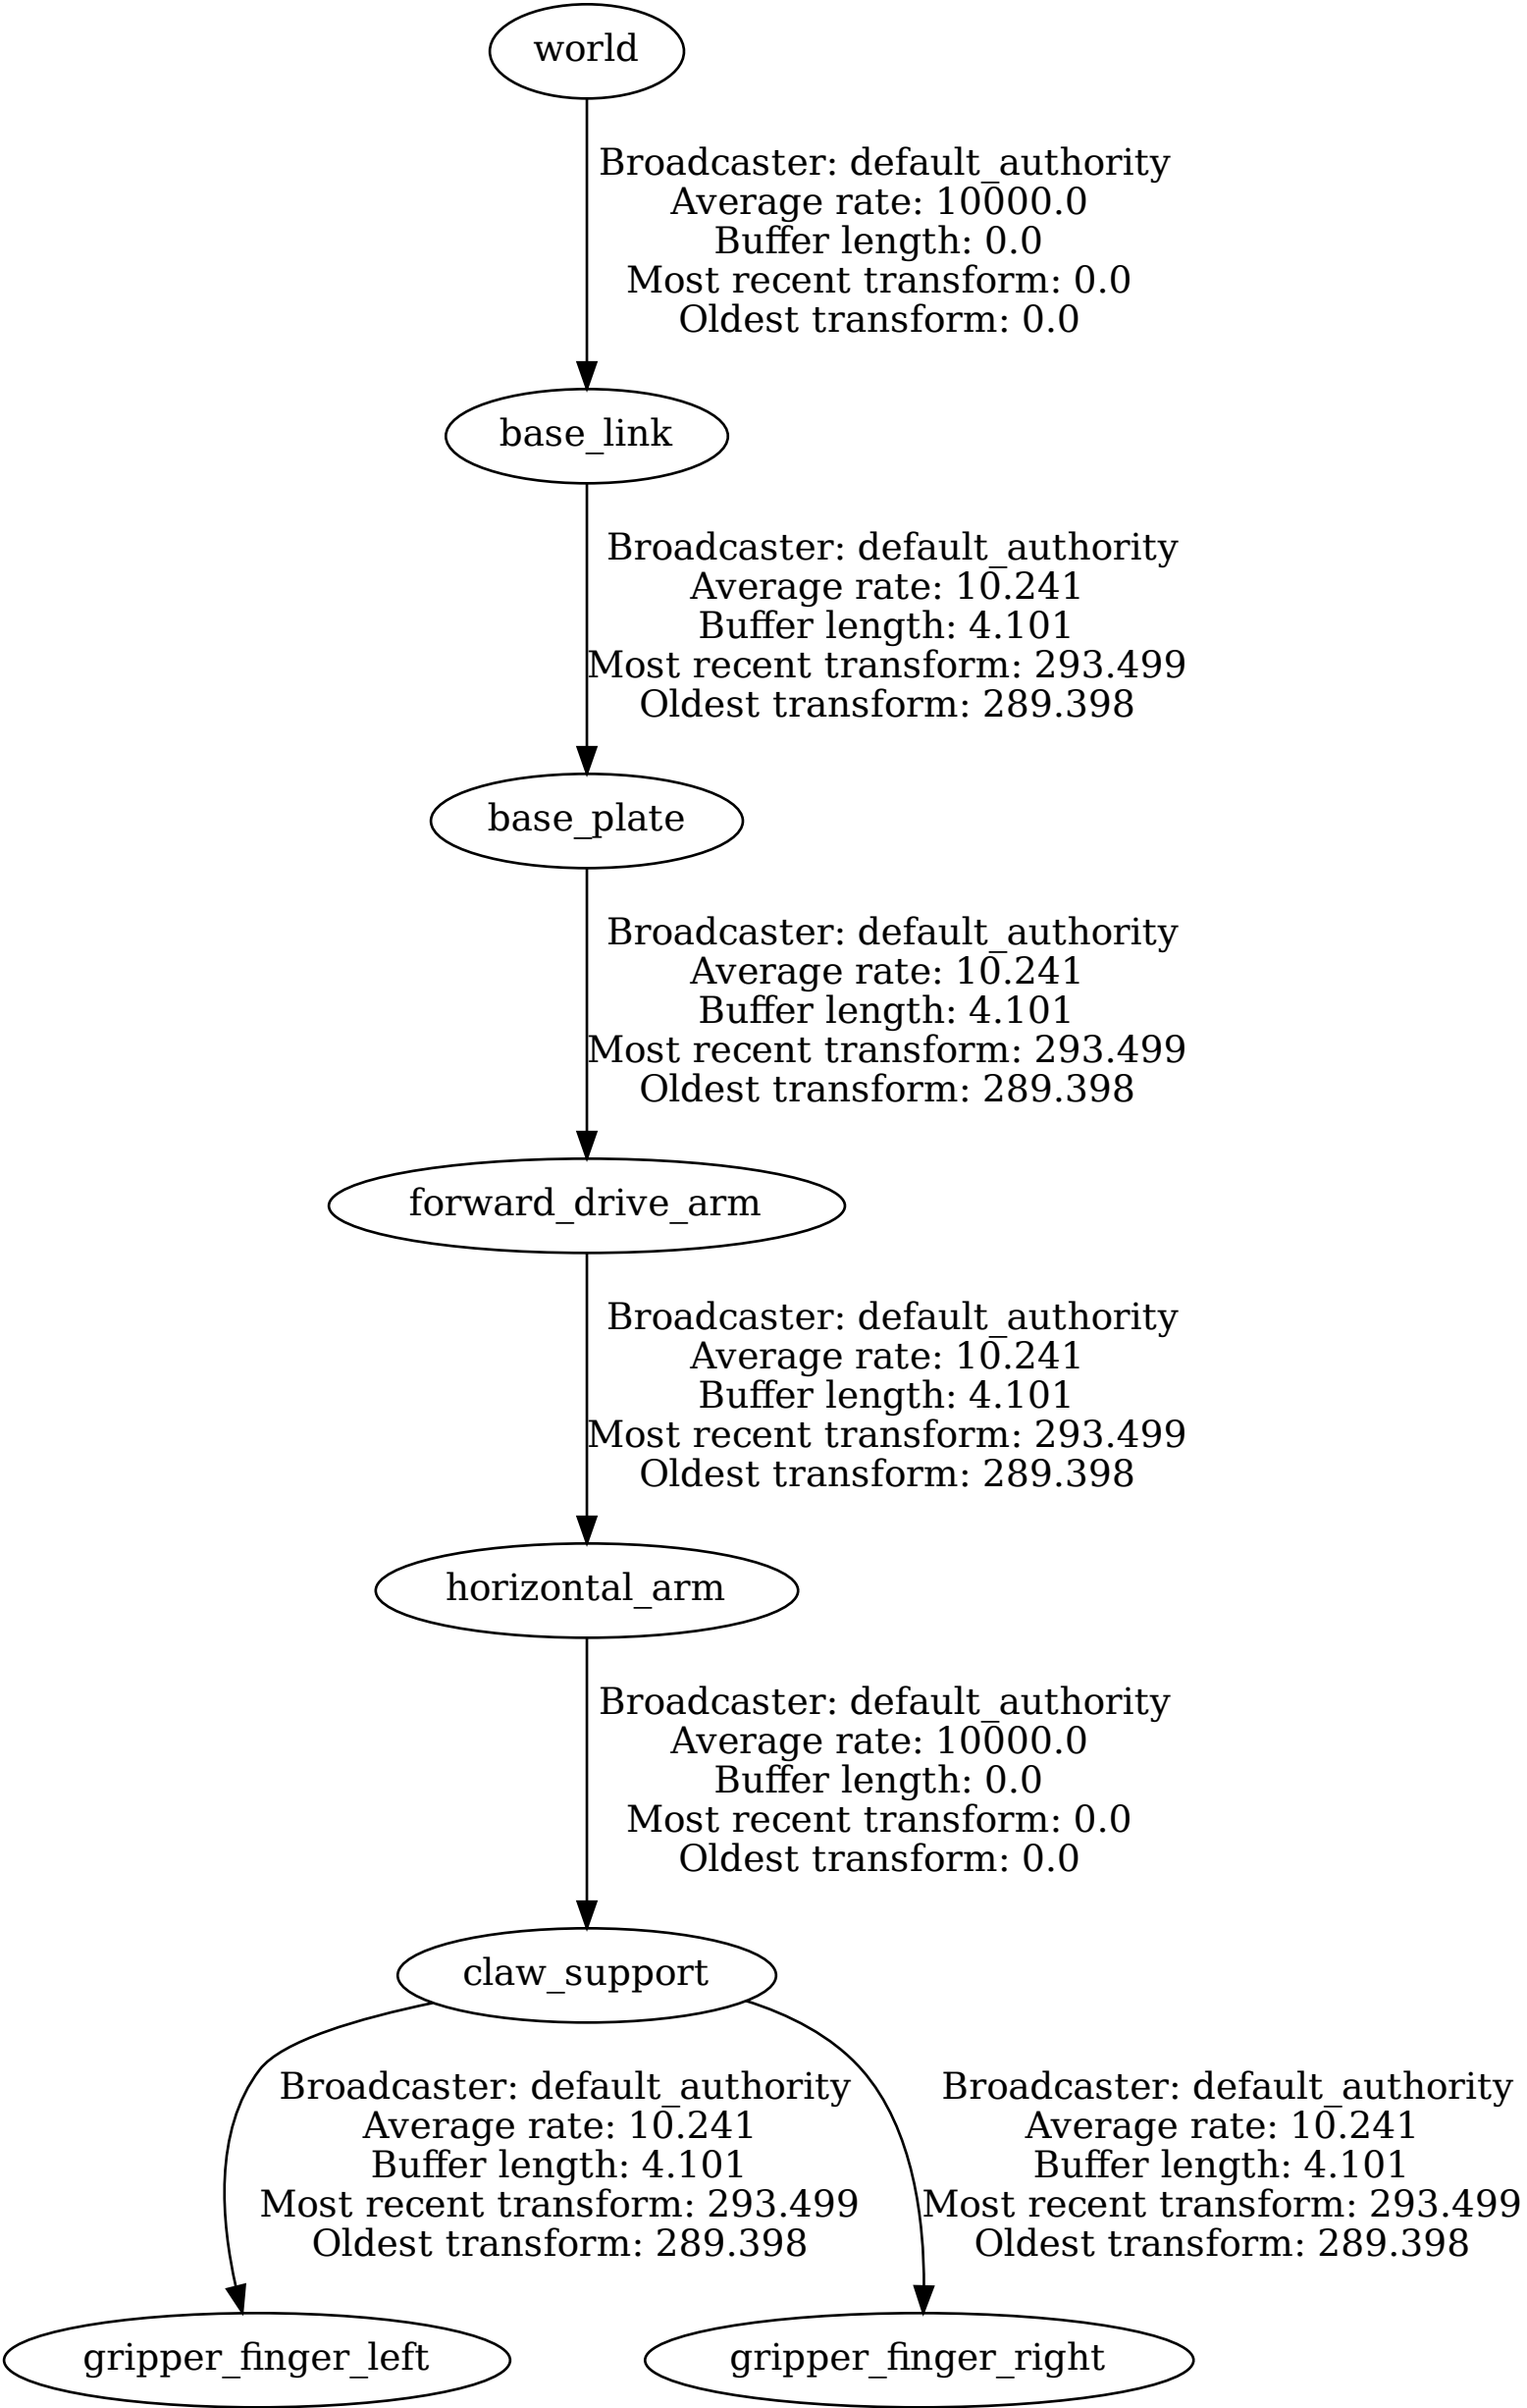 world
Broadcaster: default_authority
Average rate: 10000.0
Buffer length: 0.0
Most recent transform: 0.0
Oldest transform: 0.0
base_link
Broadcaster: default_authority
Average rate: 10.241
Buffer length: 4.101
Most recent transform: 293.499
Oldest transform: 289.398
base_plate
Broadcaster: default_authority
Average rate: 10.241
Buffer length: 4.101
Most recent transform: 293.499
Oldest transform: 289.398
forward_drive_arm
Broadcaster: default_authority
Average rate: 10.241
Buffer length: 4.101
Most recent transform: 293.499
Oldest transform: 289.398
horizontal_arm
Broadcaster: default_authority
Average rate: 10000.0
Buffer length: 0.0
Most recent transform: 0.0
Oldest transform: 0.0
claw_support
Broadcaster: default_authority
Average rate: 10.241
Buffer length: 4.101
Most recent transform: 293.499
Oldest transform: 289.398
Broadcaster: default_authority
Average rate: 10.241
Buffer length: 4.101
Most recent transform: 293.499
Oldest transform: 289.398
gripper_finger_left
gripper_finger_right